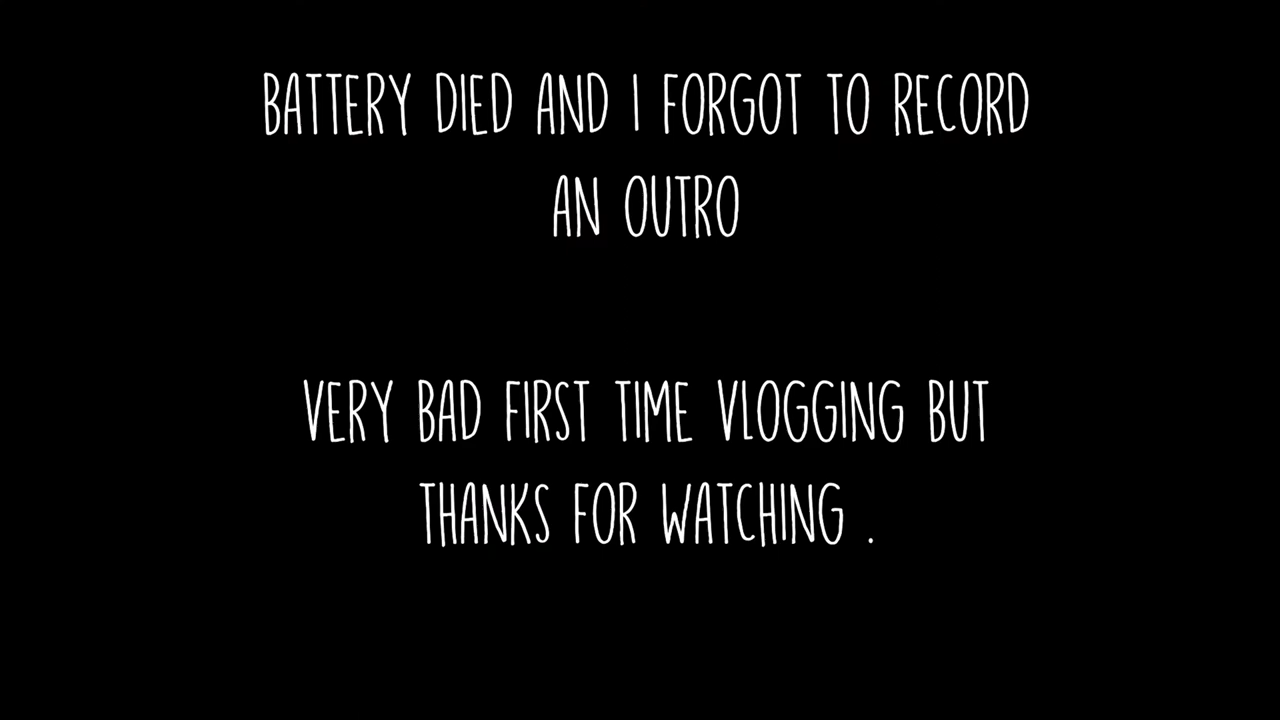 BATTERY DIED AND I FORGOT TO RECORD
AN OUTRO
VERY BAD FIRST TIME VLOGGING BUT
THANKS FOR WATCHING .